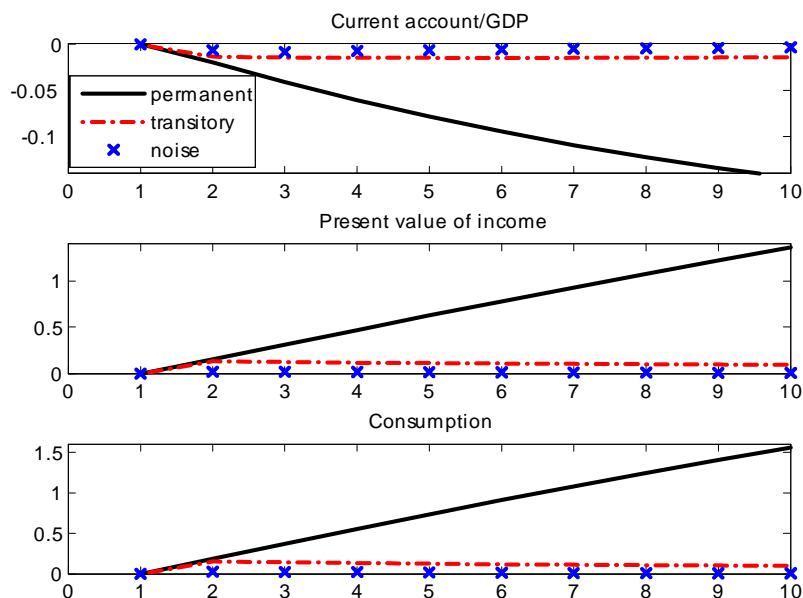 Current account/GDP
0
-0.05
-0.1
permanent
transitory
noise
0 1 2 3 4 5 6 7 8 9 10
Present value of income
1
0.5
0
0 1 2 3 4 5 6 7 8 9 10
Consumption
1.5
1
0.5
0
0 1 2 3 4 5 6 7 8 9 10